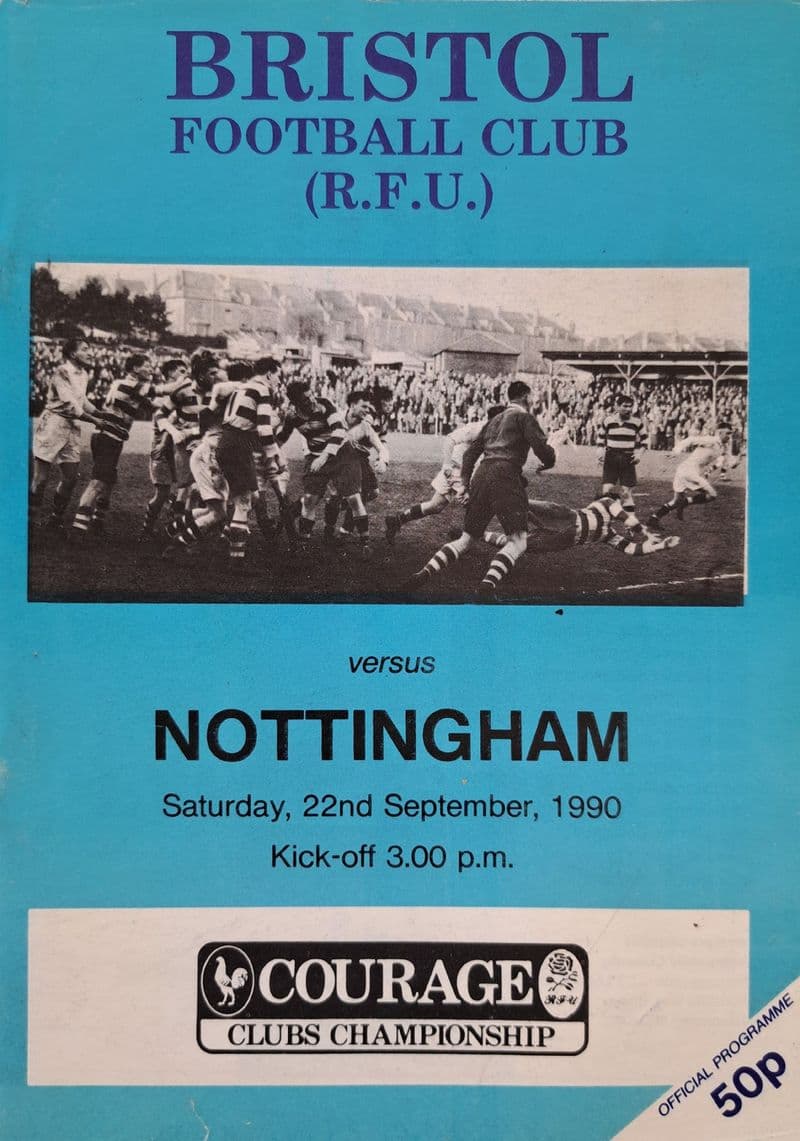 BRISTOL
FOOTBALL CLUB
(R.F.U.)
versus
NOTTINGHAM
Saturday, 22nd September, 1990
Kick-off 3.00 p.m.
COURAGE
R·F·U
CLUBS CHAMPIONSHIP
OFFICIAL PROGRAMME
50p